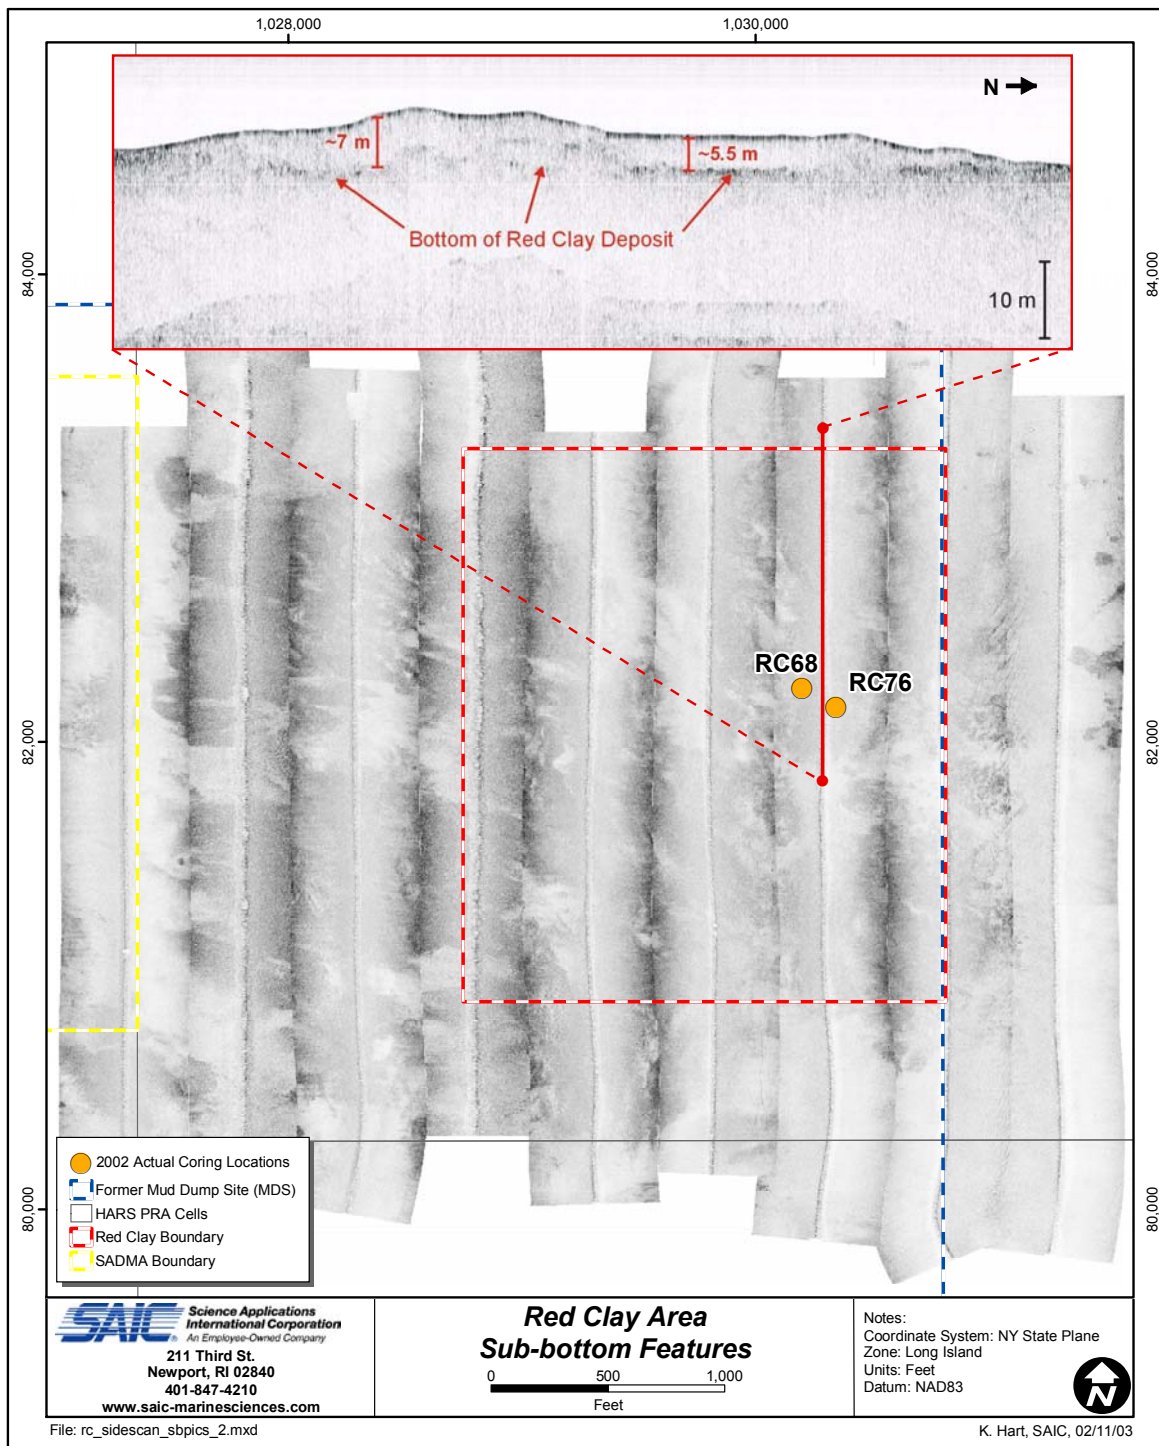 1,028,000
1,030,000
N
~7 m
~5.5 m
Bottom of Red Clay Deposit
10 m
84,000
84,000
RC68
RC76
82,000
82,000
80,000
80,000
2002 Actual Coring Locations
Former Mud Dump Site (MDS)
HARS PRA Cells
Red Clay Boundary
SADMA Boundary
SAIC® Science Applications
International Corporation
An Employee-Owned Company
211 Third St.
Newport, RI 02840
401-847-4210
www.saic-marinesciences.com
Red Clay Area
Sub-bottom Features
0 500 1,000
Feet
Notes:
Coordinate System: NY State Plane
Zone: Long Island
Units: Feet
Datum: NAD83
N
File: rc_sidescan_sbpics_2.mxd
K. Hart, SAIC, 02/11/03